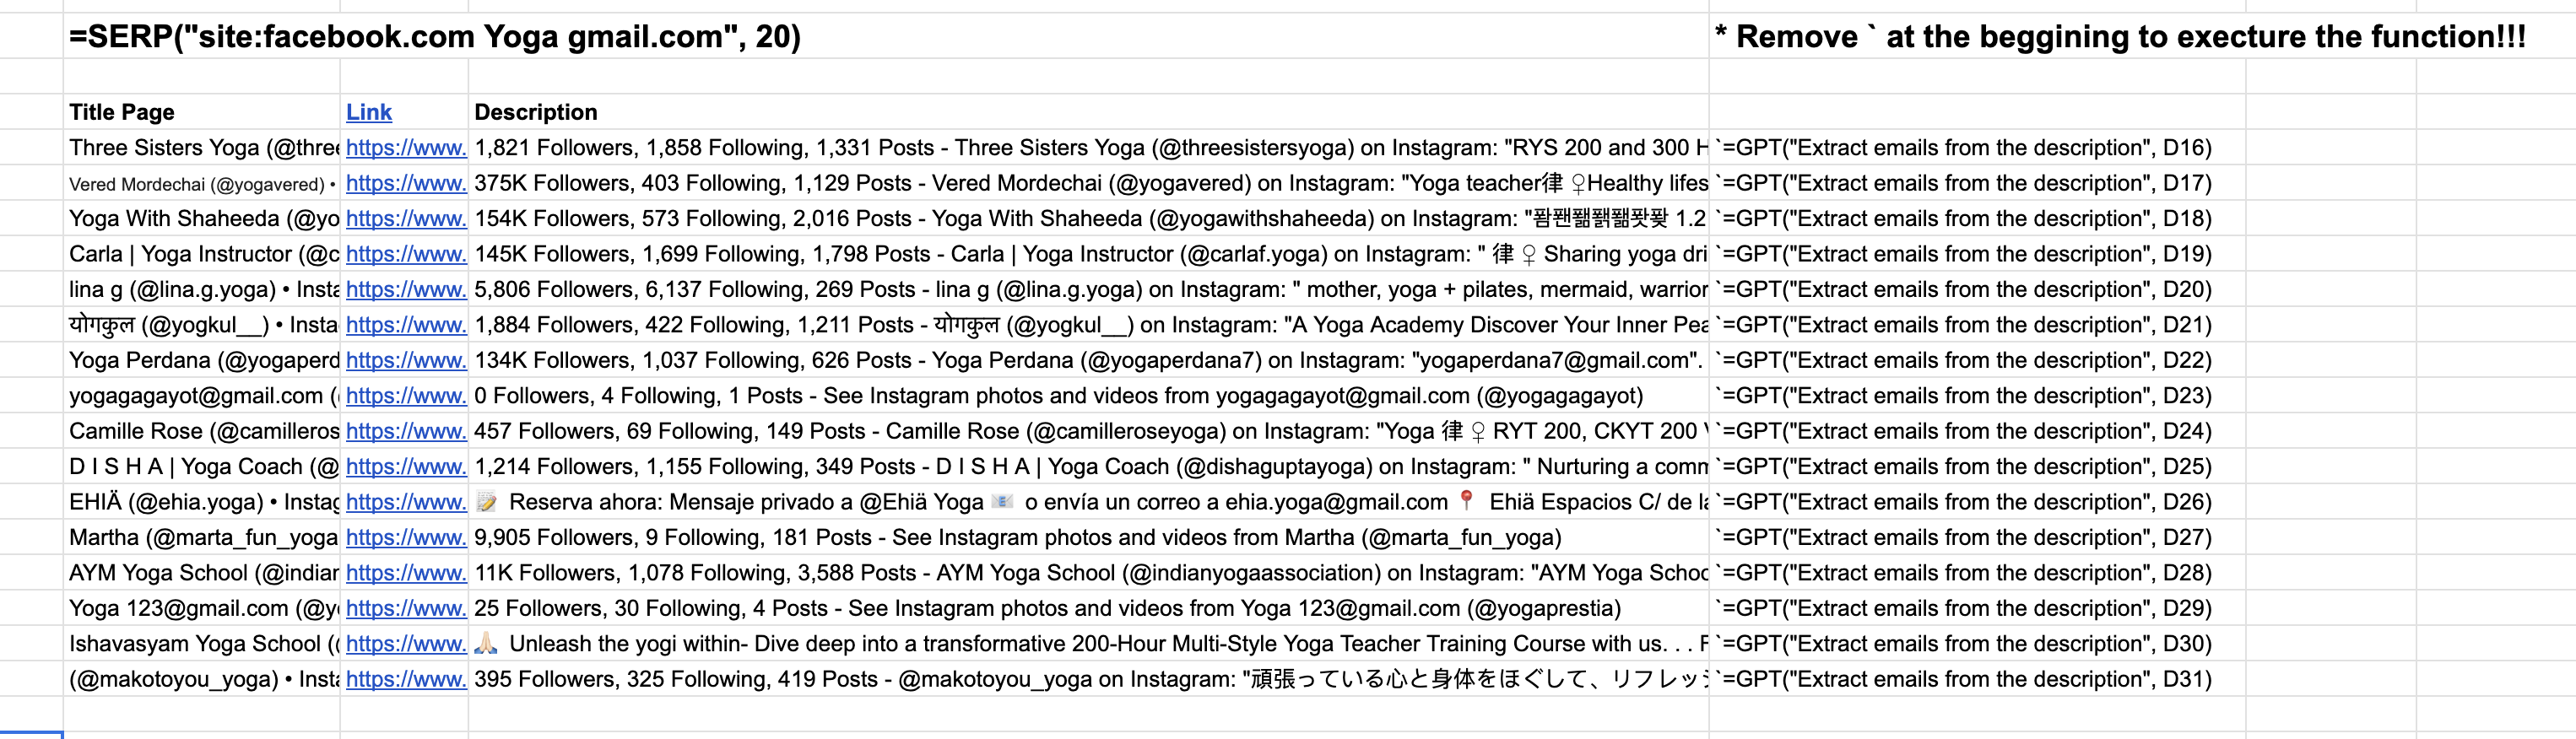 =SERP("site:facebook.com Yoga gmail.com", 20) * Remove ` at the beggining to execture the function!!!
Title Page Link Description
Three Sisters Yoga (@three https://www. 1,821 Followers, 1,858 Following, 1,331 Posts - Three Sisters Yoga (@threesistersyoga) on Instagram: "RYS 200 and 300 H `=GPT("Extract emails from the description", D16)
Vered Mordechai (@yogavered) • https://www. 375K Followers, 403 Following, 1,129 Posts - Vered Mordechai (@yogavered) on Instagram: "Yoga teacher律 ♀Healthy lifes `=GPT("Extract emails from the description", D17)
Yoga With Shaheeda (@yo https://www. 154K Followers, 573 Following, 2,016 Posts - Yoga With Shaheeda (@yogawithshaheeda) on Instagram: " 1.2 `=GPT("Extract emails from the description", D18)
Carla | Yoga Instructor (@c https://www. 145K Followers, 1,699 Following, 1,798 Posts - Carla | Yoga Instructor (@carlaf.yoga) on Instagram: " 律 ♀ Sharing yoga dri `=GPT("Extract emails from the description", D19)
lina g (@lina.g.yoga) • Insta https://www. 5,806 Followers, 6,137 Following, 269 Posts - lina g (@lina.g.yoga) on Instagram: " mother, yoga + pilates, mermaid, warrior `=GPT("Extract emails from the description", D20)
योगकुल (@yogkul__) • Insta https://www. 1,884 Followers, 422 Following, 1,211 Posts - योगकुल (@yogkul__) on Instagram: "A Yoga Academy Discover Your Inner Pea `=GPT("Extract emails from the description", D21)
Yoga Perdana (@yogaperd https://www. 134K Followers, 1,037 Following, 626 Posts - Yoga Perdana (@yogaperdana7) on Instagram: "yogaperdana7@gmail.com". `=GPT("Extract emails from the description", D22)
yogagagayot@gmail.com ( https://www. 0 Followers, 4 Following, 1 Posts - See Instagram photos and videos from yogagagayot@gmail.com (@yogagagayot) `=GPT("Extract emails from the description", D23)
Camille Rose (@camilleros https://www. 457 Followers, 69 Following, 149 Posts - Camille Rose (@camilleroseyoga) on Instagram: "Yoga 律 ♀ RYT 200, CKYT 200 `=GPT("Extract emails from the description", D24)
D I S H A | Yoga Coach (@ https://www. 1,214 Followers, 1,155 Following, 349 Posts - D I S H A | Yoga Coach (@dishaguptayoga) on Instagram: " Nurturing a comm `=GPT("Extract emails from the description", D25)
EHIÄ (@ehia.yoga) • Instag https://www. 📝 Reserva ahora: Mensaje privado a @Ehiä Yoga 📧 o envía un correo a ehia.yoga@gmail.com 📍 Ehiä Espacios C/ de la `=GPT("Extract emails from the description", D26)
Martha (@marta_fun_yoga https://www. 9,905 Followers, 9 Following, 181 Posts - See Instagram photos and videos from Martha (@marta_fun_yoga) `=GPT("Extract emails from the description", D27)
AYM Yoga School (@indian https://www. 11K Followers, 1,078 Following, 3,588 Posts - AYM Yoga School (@indianyogaassociation) on Instagram: "AYM Yoga Schoo `=GPT("Extract emails from the description", D28)
Yoga 123@gmail.com (@y https://www. 25 Followers, 30 Following, 4 Posts - See Instagram photos and videos from Yoga 123@gmail.com (@yogaprestia) `=GPT("Extract emails from the description", D29)
Ishavasyam Yoga School ( https://www. 🙏🏻 Unleash the yogi within- Dive deep into a transformative 200-Hour Multi-Style Yoga Teacher Training Course with us. . . `=GPT("Extract emails from the description", D30)
(@makotoyou_yoga) • Insta https://www. 395 Followers, 325 Following, 419 Posts - @makotoyou_yoga on Instagram: "頑張っている心と身体をほぐして、リフレッシ `=GPT("Extract emails from the description", D31)